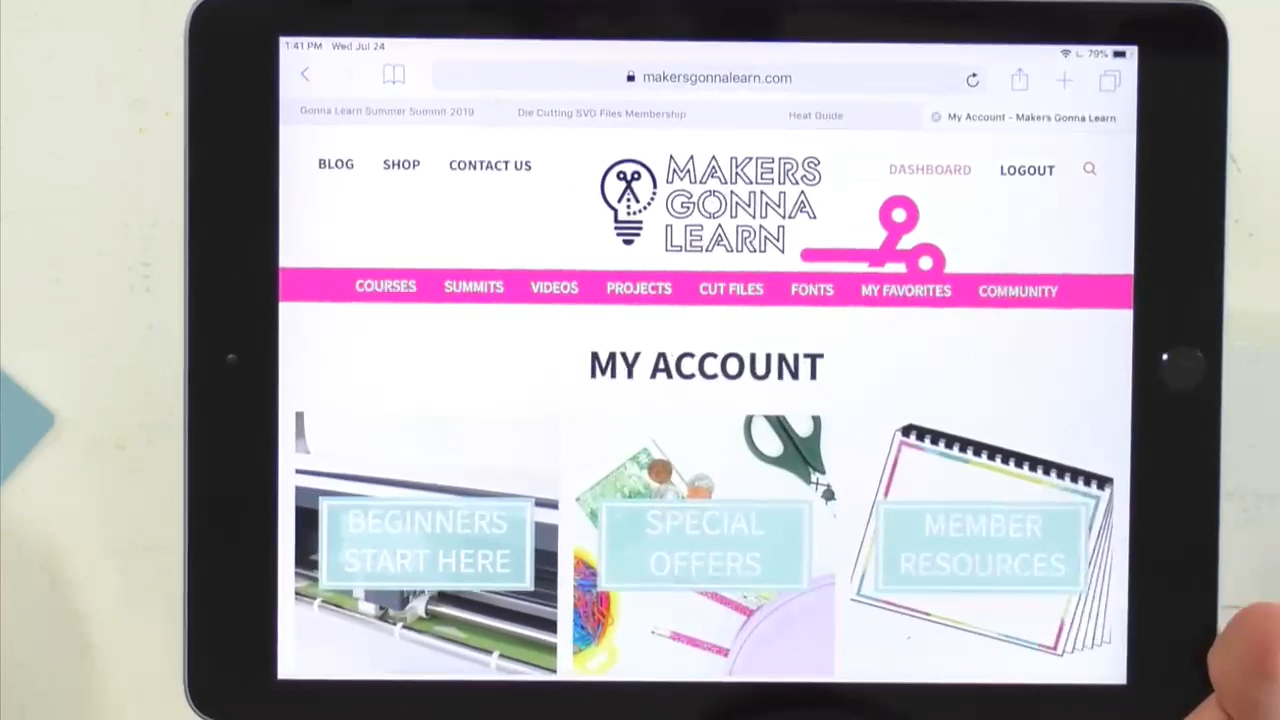 1:41 PM Wed Jul 24
79%
makersgonnalearn.com
Gonna Learn Summer Summit 2019 Die Cutting SVG Files Membership Heat Guide My Account - Makers Gonna Learn
BLOG SHOP CONTACT US
MAKERS
GONNA
LEARN
DASHBOARD LOGOUT
COURSES SUMMITS VIDEOS PROJECTS CUT FILES FONTS MY FAVORITES COMMUNITY
MY ACCOUNT
BEGINNERS
START HERE
SPECIAL
OFFERS
MEMBER
RESOURCES